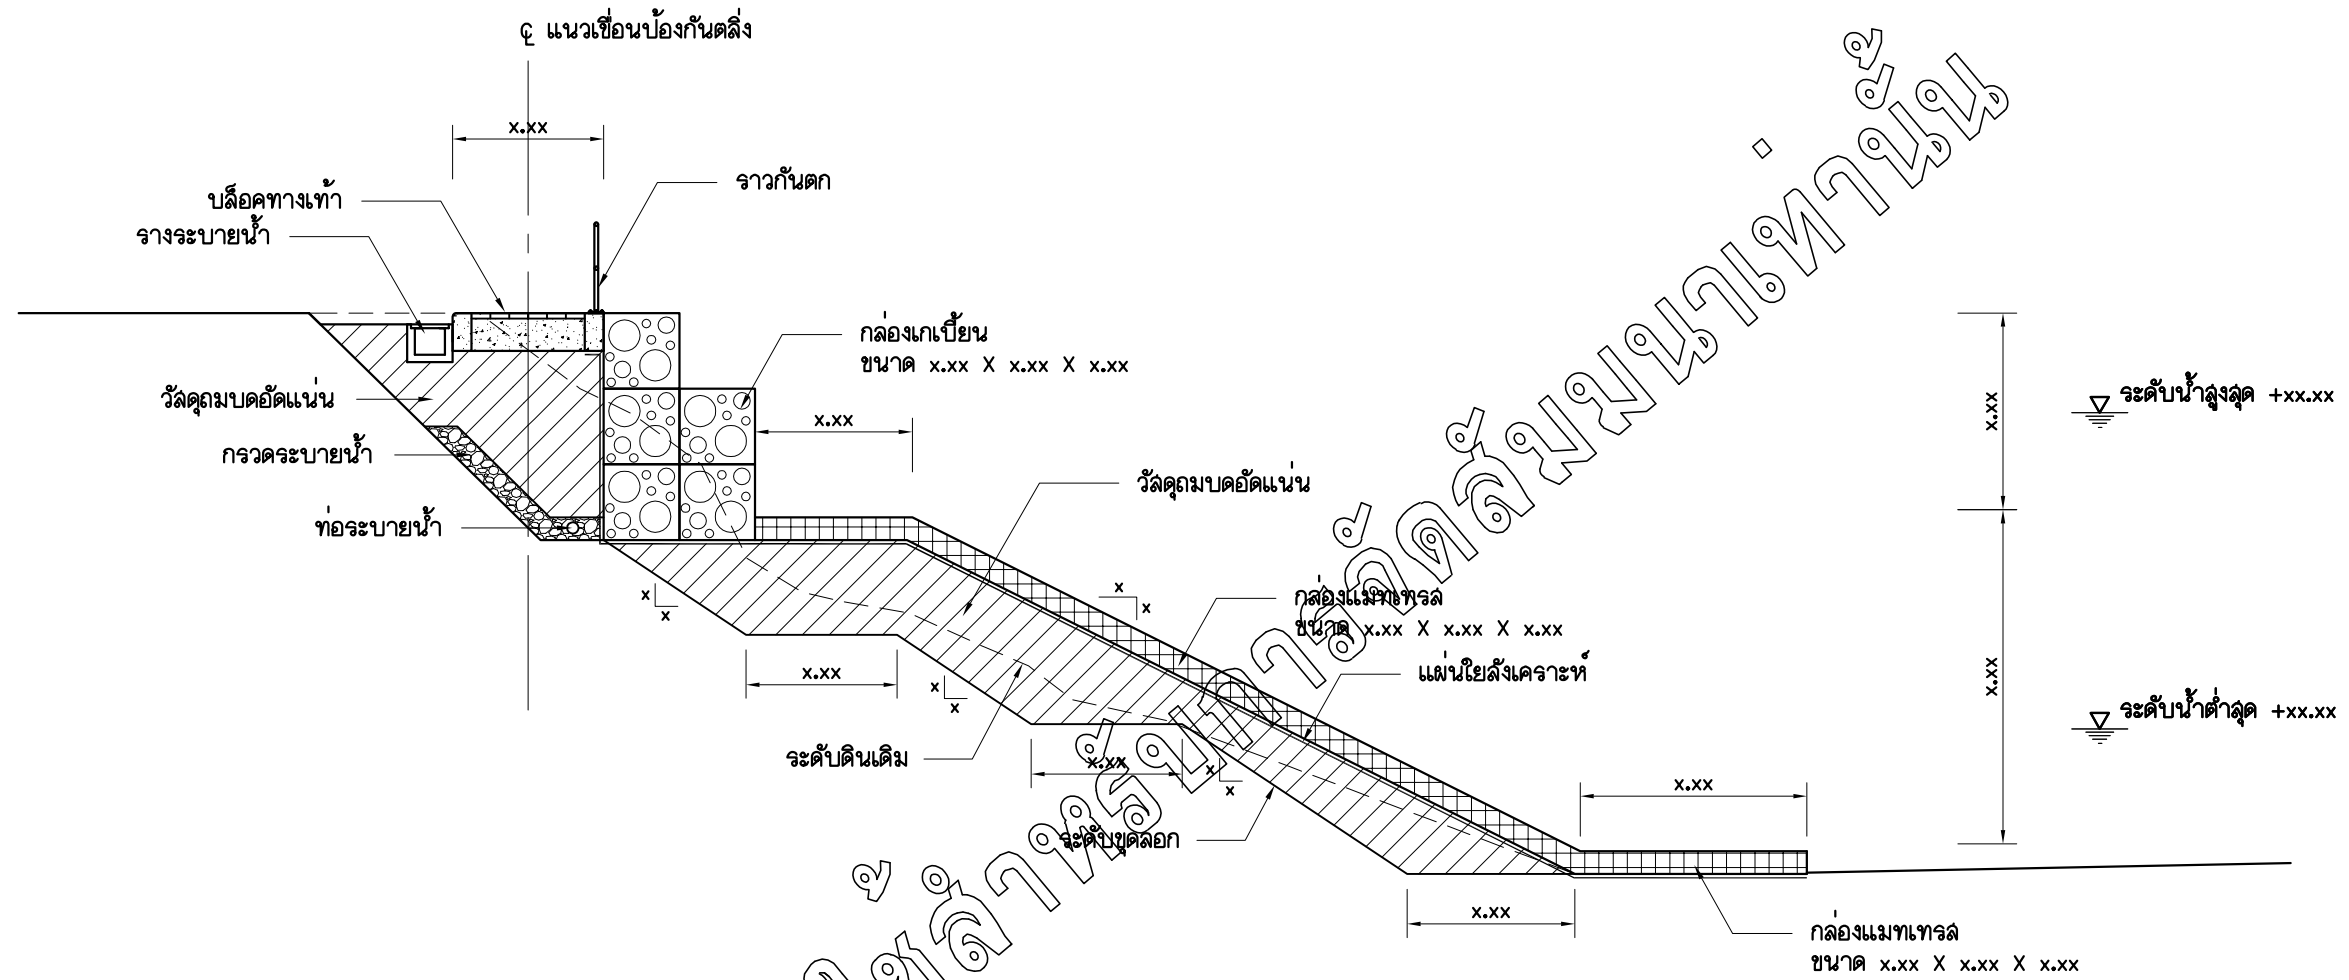 ℄ แนวเขื่อนป้องกันตลิ่ง
x.xx
ราวกันตก
บล็อคทางเท้า
รางระบายน้ำ
กล่องเกเบี้ยน
ขนาด x.xx X x.xx X x.xx
วัสดุถมบดอัดแน่น
x.xx
x.xx
ระดับน้ำสูงสุด +xx.xx
กรวดระบายน้ำ
วัสดุถมบดอัดแน่น
ท่อระบายน้ำ
x
x
x
x
กล่องแมทเทรส
ขนาด x.xx X x.xx X x.xx
แผ่นใยสังเคราะห์
x.xx
x.xx
x
x
ระดับน้ำต่ำสุด +xx.xx
ระดับดินเดิม
x.xx
x
x
x.xx
ระดับขุดลอก
x.xx
กล่องแมทเทรส
ขนาด x.xx X x.xx X x.xx